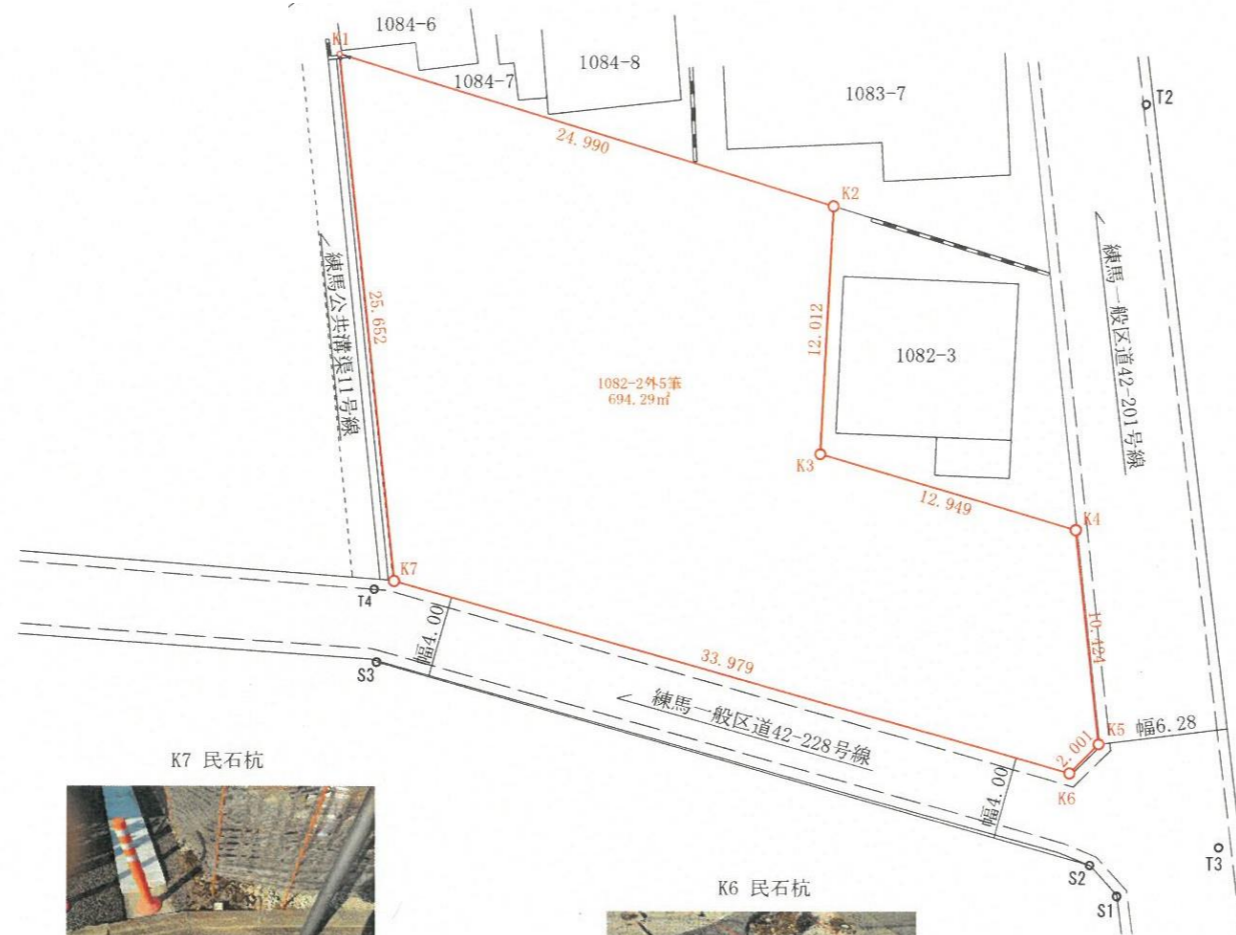 1084-6
K1
1084-7
1084-8
1083-7
T2
24.990
K2
練馬公共溝渠11号線
25.652
12.012
1082-3
練馬一般区道42-201号線
1082-2外5筆
694.29㎡
K3
12.949
K4
K7
T4
幅4.00
10.424
S3
33.979
練馬一般区道42-228号線
K5
幅6.28
2.001
K6
幅4.00
K7 民石杭
T3
S2
K6 民石杭
S1